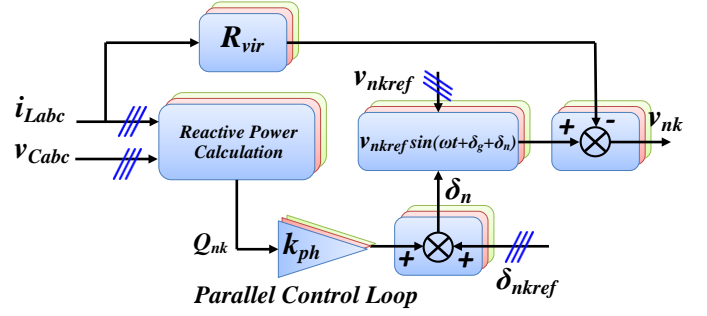 R_vir
i_Labc
v_Cabc
Reactive Power
Calculation
v_nkref
v_nkref sin(ωt+δ_g+δ_n)
+
-
v_nk
δ_n
Q_nk
k_ph
+
+
δ_nkref
Parallel Control Loop